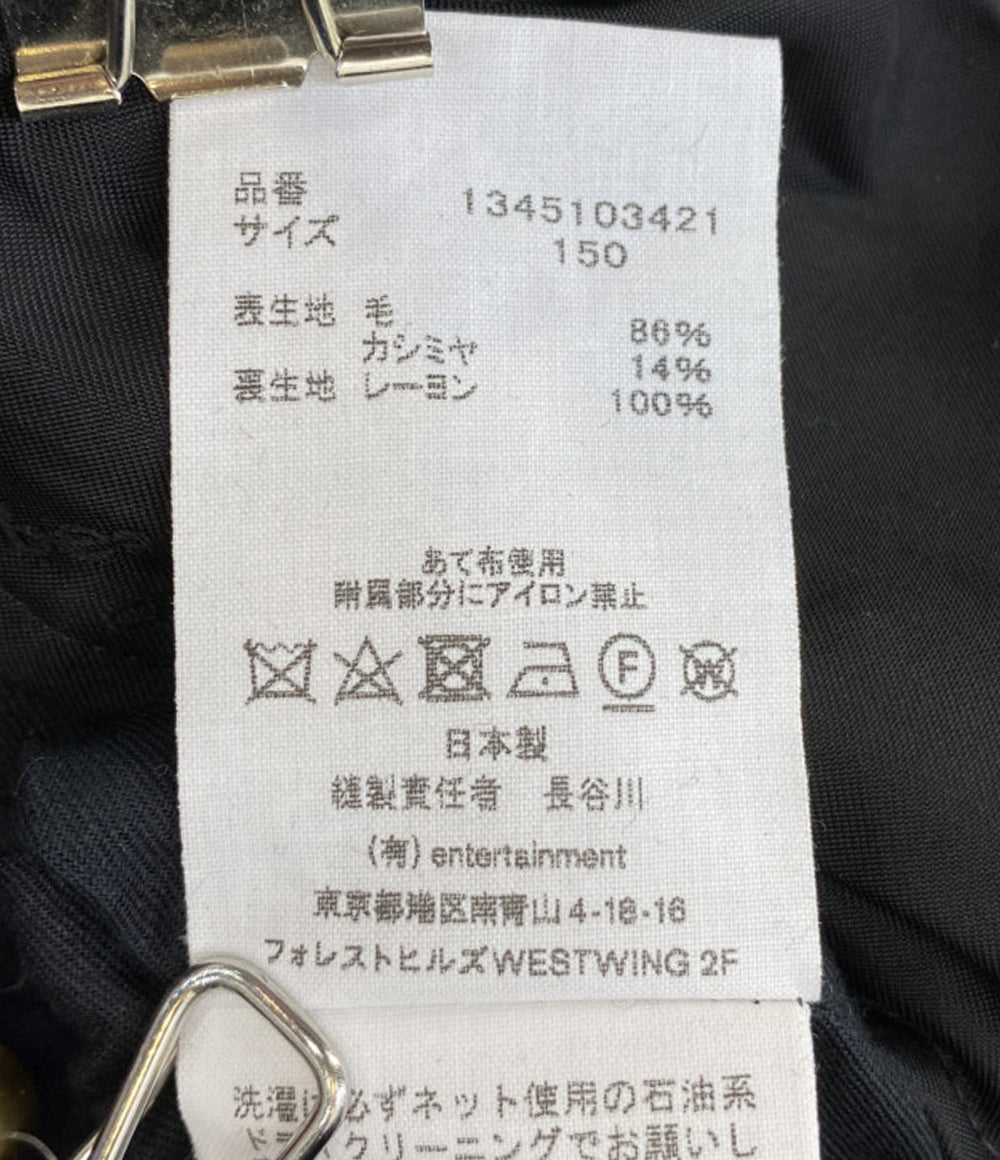 品番 1345103421
サイズ 150
表生地 毛 86%
カシミヤ 14%
裏生地 レーヨン 100%
あて布使用
附属部分にアイロン禁止
F
W
日本製
縫製責任者 長谷川
(有) entertainment
東京都港区南青山4-18-16
フォレストヒルズWESTWING 2F
洗濯は必ずネット使用の石油系
クリーニングでお願いし